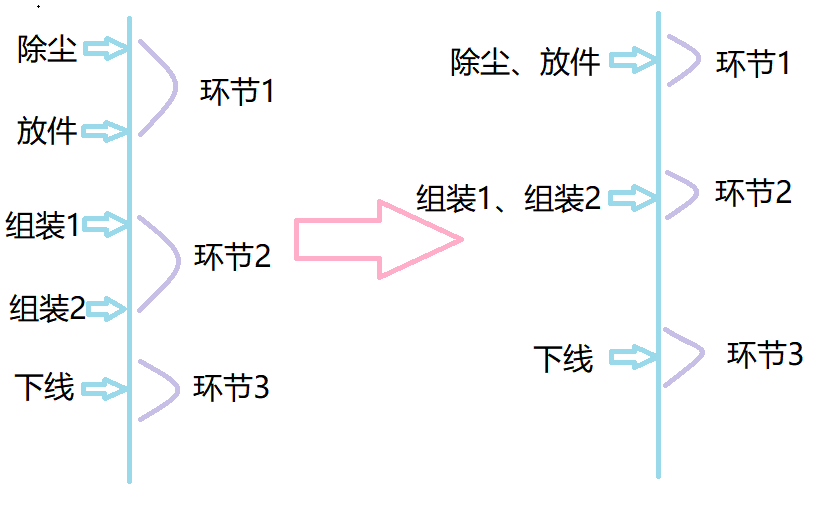 除尘
环节1
放件
组装1
环节2
组装2
下线
环节3
除尘、放件
环节1
组装1、组装2
环节2
下线
环节3